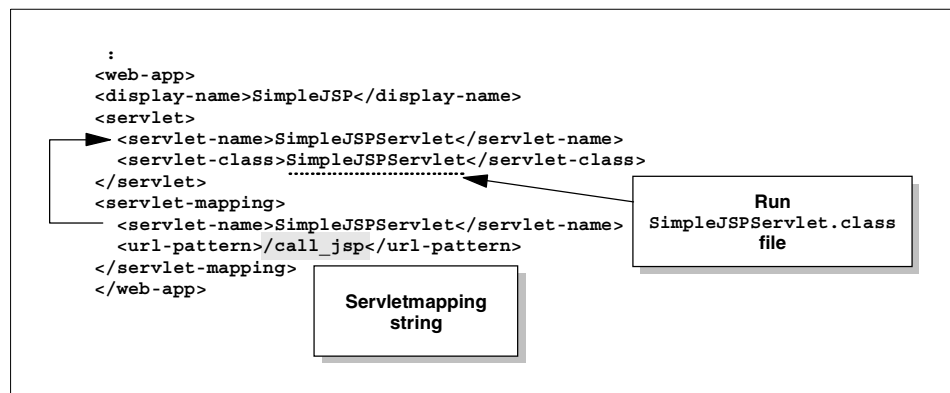 :
<web-app>
<display-name>SimpleJSP</display-name>
<servlet>
<servlet-name>SimpleJSPServlet</servlet-name>
<servlet-class>SimpleJSPServlet</servlet-class>
</servlet>
<servlet-mapping>
<servlet-name>SimpleJSPServlet</servlet-name>
<url-pattern>/call_jsp</url-pattern>
</servlet-mapping>
</web-app>
Run
SimpleJSPServlet.class
file
Servletmapping
string